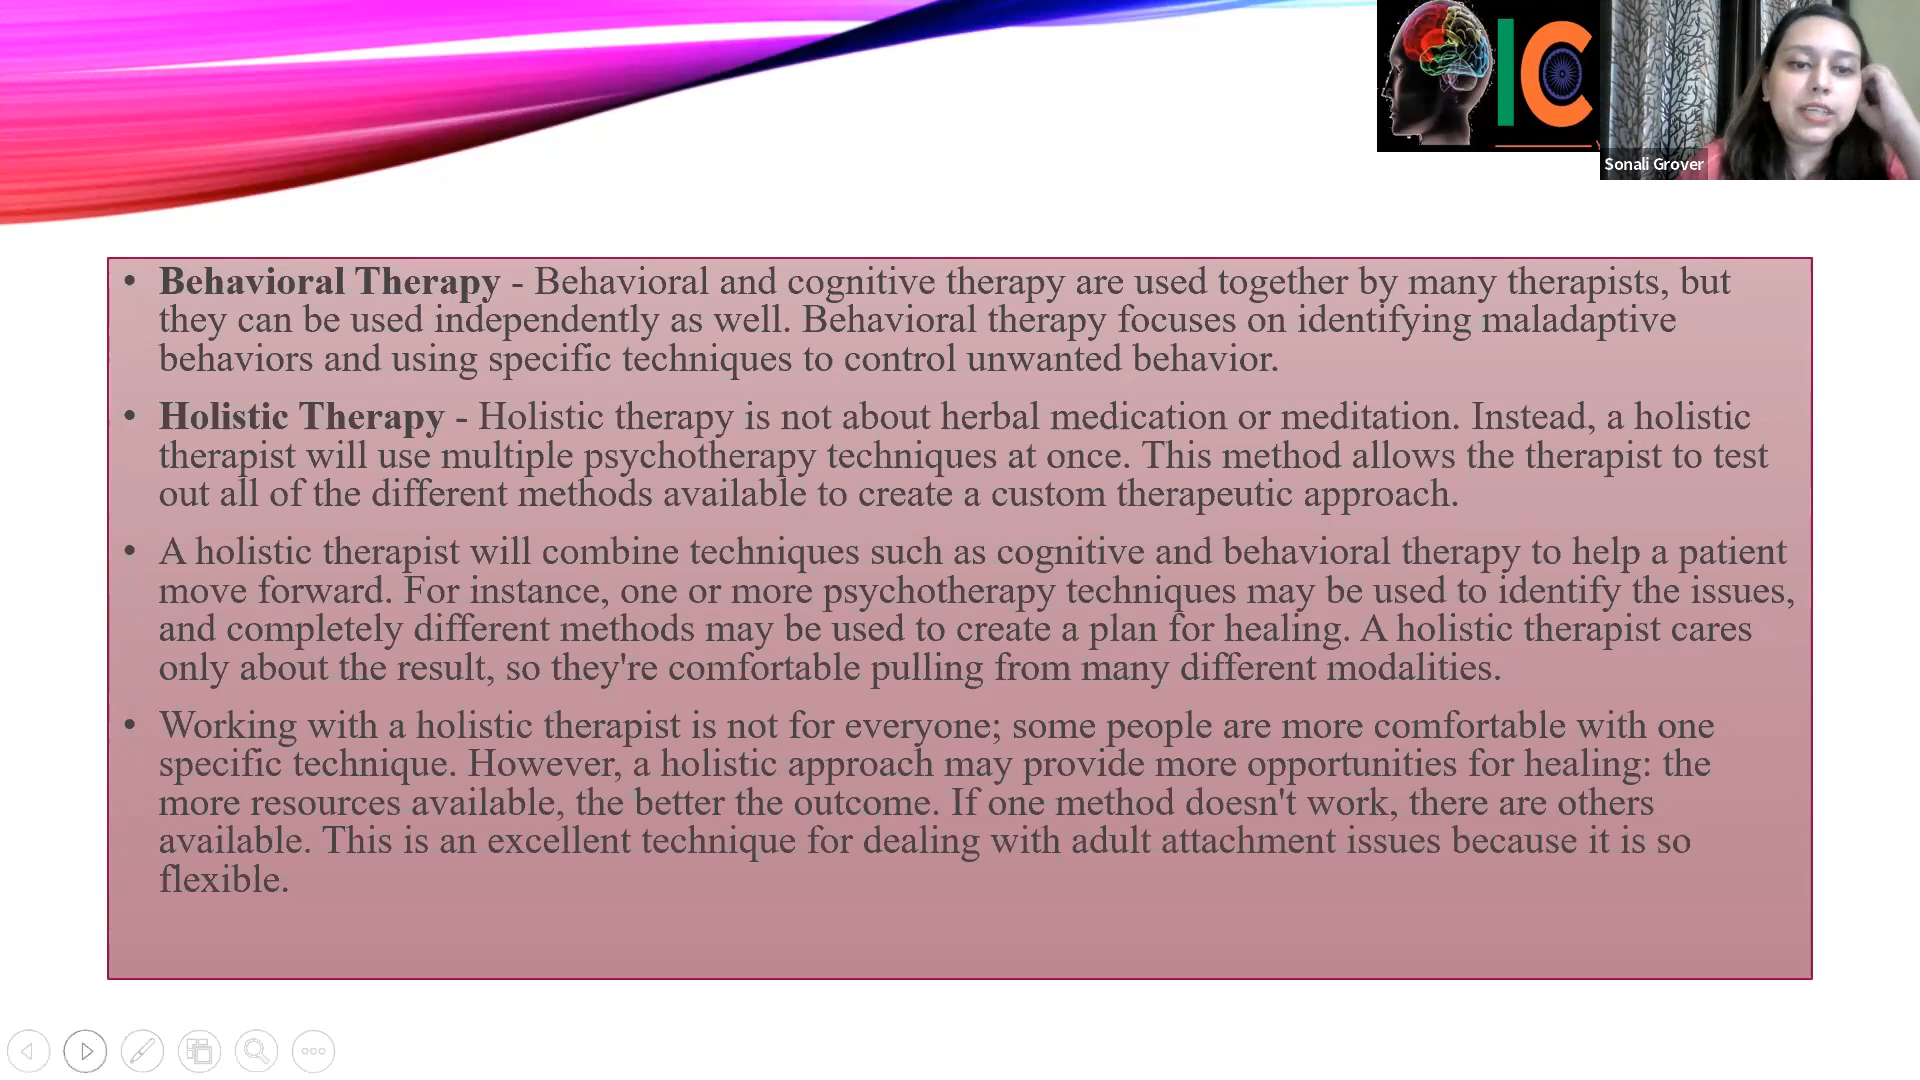 IC
Sonali Grover
• Behavioral Therapy - Behavioral and cognitive therapy are used together by many therapists, but
they can be used independently as well. Behavioral therapy focuses on identifying maladaptive
behaviors and using specific techniques to control unwanted behavior.
• Holistic Therapy - Holistic therapy is not about herbal medication or meditation. Instead, a holistic
therapist will use multiple psychotherapy techniques at once. This method allows the therapist to test
out all of the different methods available to create a custom therapeutic approach.
• A holistic therapist will combine techniques such as cognitive and behavioral therapy to help a patient
move forward. For instance, one or more psychotherapy techniques may be used to identify the issues,
and completely different methods may be used to create a plan for healing. A holistic therapist cares
only about the result, so they're comfortable pulling from many different modalities.
• Working with a holistic therapist is not for everyone; some people are more comfortable with one
specific technique. However, a holistic approach may provide more opportunities for healing: the
more resources available, the better the outcome. If one method doesn't work, there are others
available. This is an excellent technique for dealing with adult attachment issues because it is so
flexible.